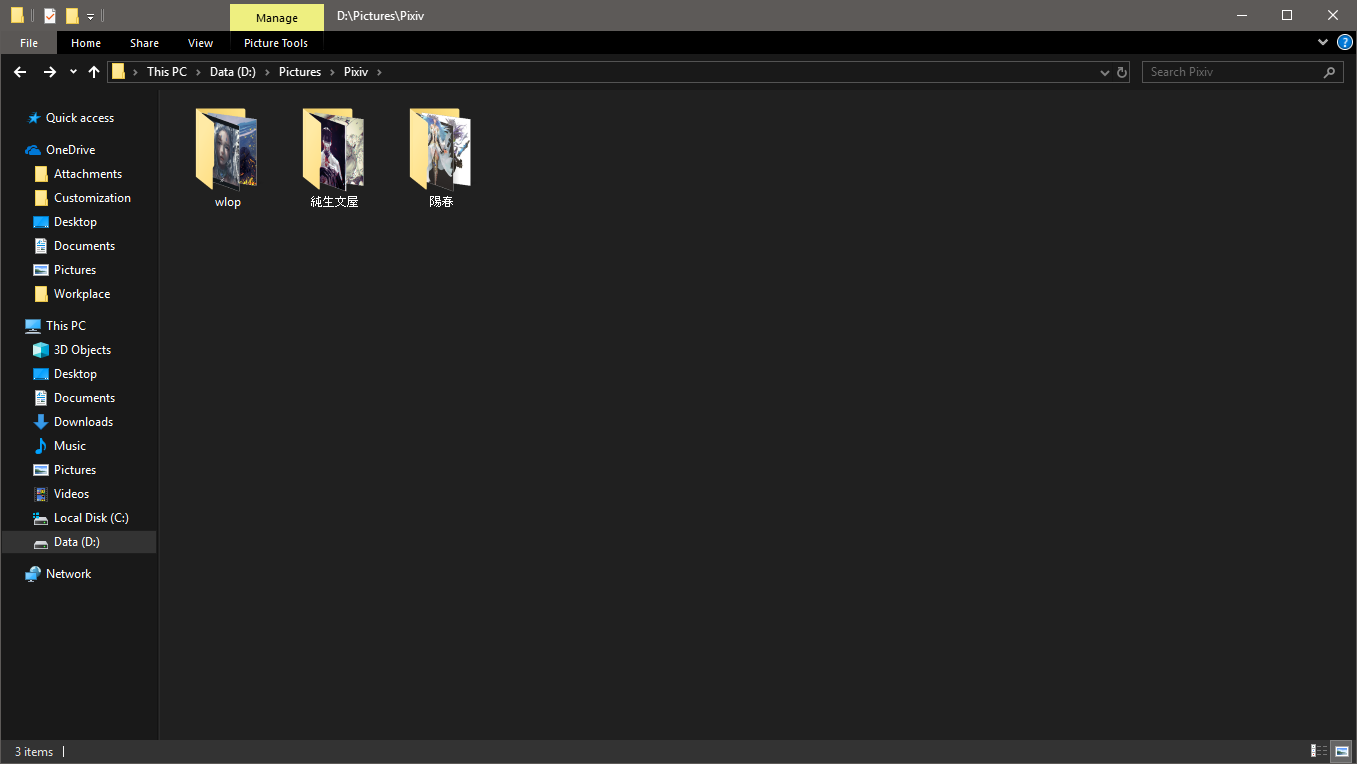 Manage
D:\Pictures\Pixiv
File
Home
Share
View
Picture Tools
?
This PC
Data (D:)
Pictures
Pixiv
Search Pixiv
Quick access
OneDrive
Attachments
Customization
Desktop
Documents
Pictures
Workplace
This PC
3D Objects
Desktop
Documents
Downloads
Music
Pictures
Videos
Local Disk (C:)
Data (D:)
Network
wlop
純生文屋
陽春
3 items